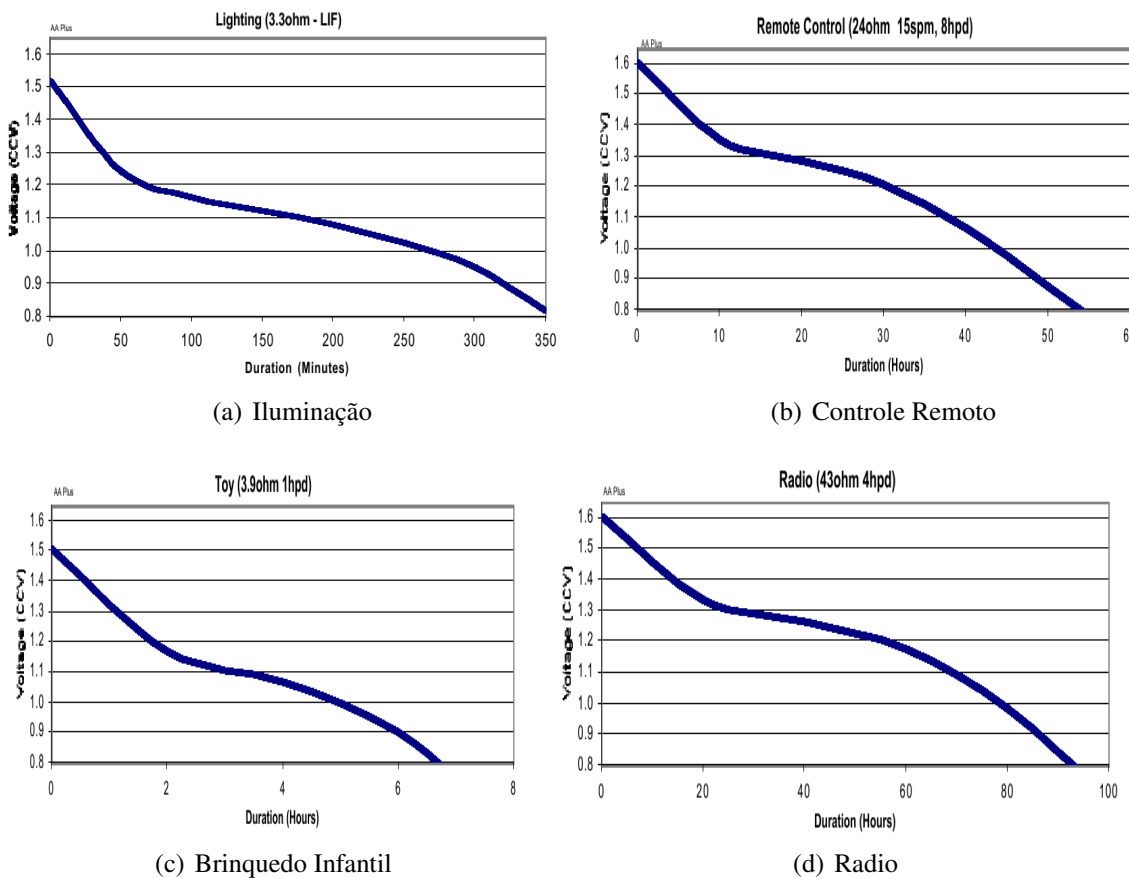 Lighting (3.3ohm - LIF)
AA Plus
1.6
1.5
1.4
1.3
1.2
1.1
1.0
0.9
0.8
Voltage (CCV)
0 50 100 150 200 250 300 350
Duration (Minutes)
(a) Iluminação
Remote Control (24ohm 15spm, 8hpd)
AA Plus
1.6
1.5
1.4
1.3
1.2
1.1
1.0
0.9
0.8
Voltage (CCV)
0 10 20 30 40 50
Duration (Hours)
(b) Controle Remoto
Toy (3.9ohm 1hpd)
AA Plus
1.6
1.5
1.4
1.3
1.2
1.1
1.0
0.9
0.8
Voltage (CCV)
0 2 4 6 8
Duration (Hours)
(c) Brinquedo Infantil
Radio (43ohm 4hpd)
AA Plus
1.6
1.5
1.4
1.3
1.2
1.1
1.0
0.9
0.8
Voltage (CCV)
0 20 40 60 80 100
Duration (Hours)
(d) Radio